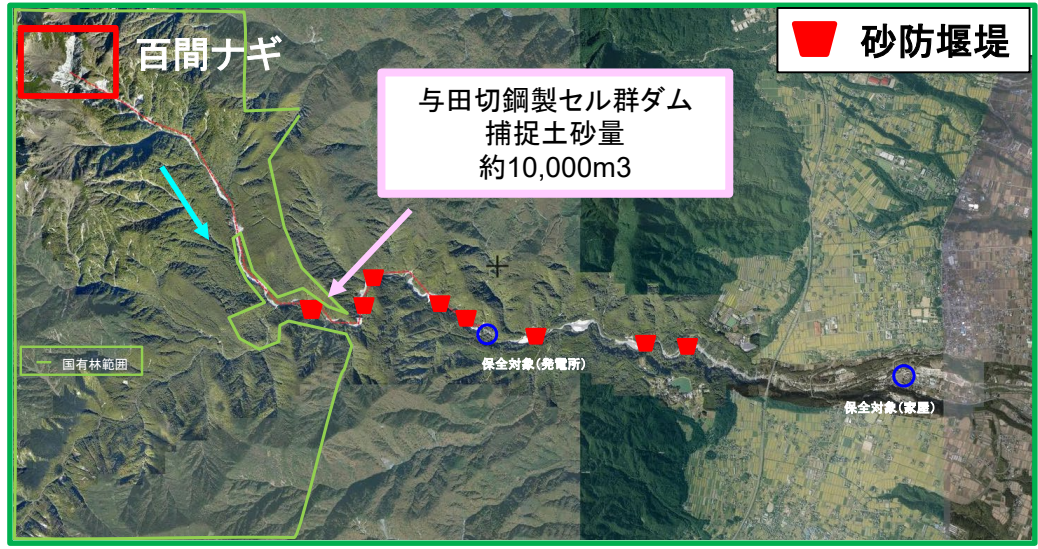 百間ナギ
砂防堰堤
与田切鋼製セル群ダム
捕捉土砂量
約10,000m3
国有林範囲
保全対象(発電所)
保全対象(家屋)